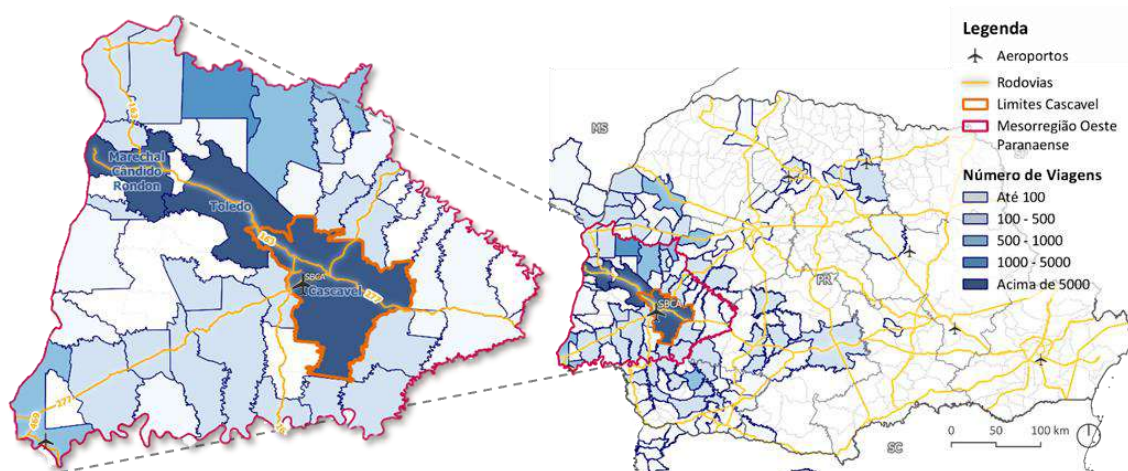 163
Marechal
Cândido
Rondon
Toledo
163
SBCA
Cascavel
277
277
469
MS
PR
SBCA
SC
0 50 100 km
Legenda
Aeroportos
Rodovias
Limites Cascavel
Mesorregião Oeste
Paranaense
Número de Viagens
Até 100
100 - 500
500 - 1000
1000 - 5000
Acima de 5000